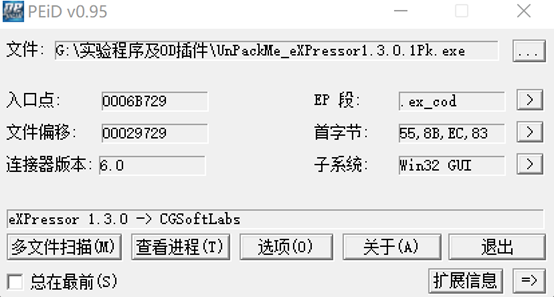 PEiD v0.95
文件: G:\实验程序及OD插件\UnPackMe_eXPressor1.3.0.1Pk.exe ...
入口点: 0006B729 EP 段: .ex_cod >
文件偏移: 00029729 首字节: 55,8B,EC,83 >
连接器版本: 6.0 子系统: Win32 GUI >
eXPressor 1.3.0 -> CGSoftLabs
多文件扫描(M) 查看进程(T) 选项(O) 关于(A) 退出
总在最前(S) 扩展信息 =>